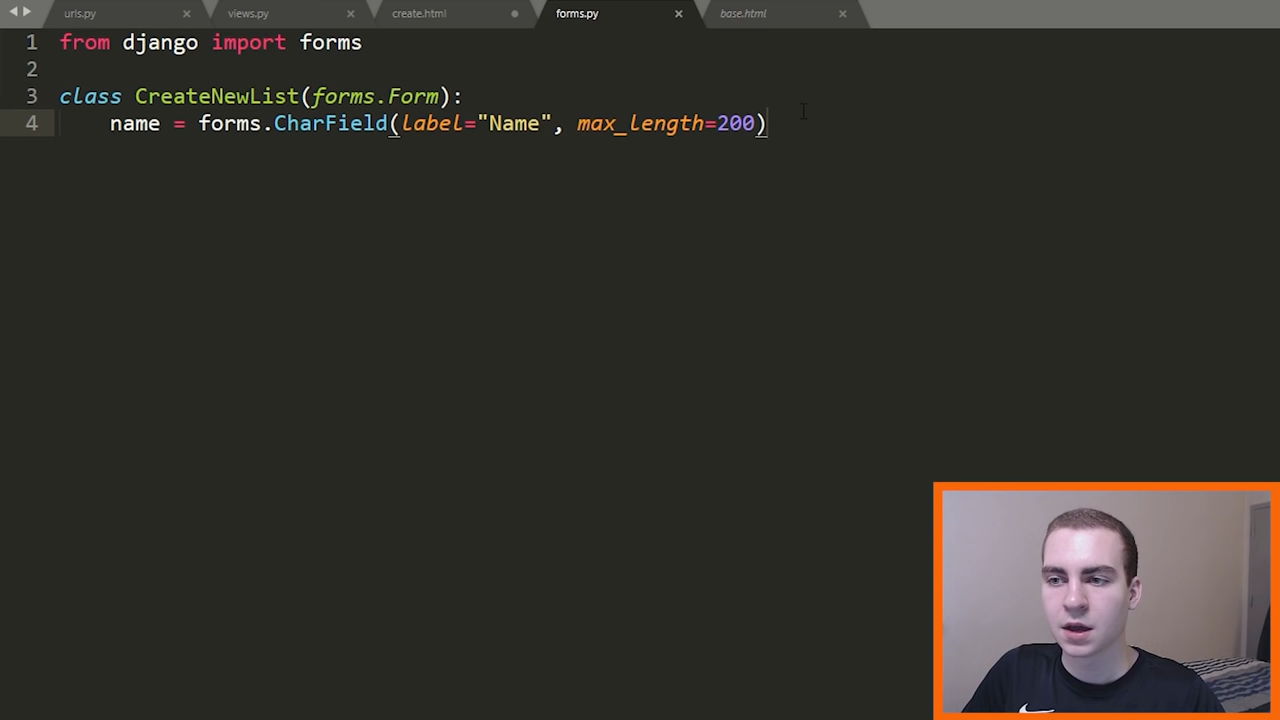 urls.py views.py create.html forms.py base.html
1 from django import forms
2
3 class CreateNewList(forms.Form):
4 name = forms.CharField(label="Name", max_length=200)